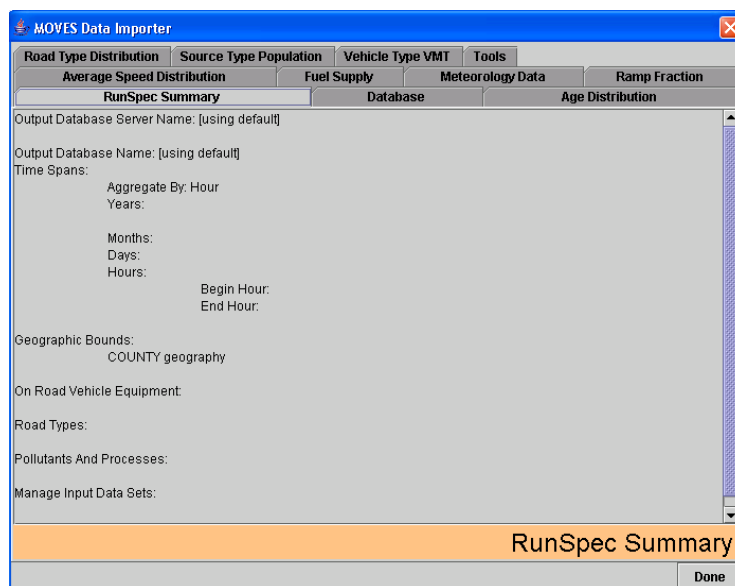 MOVES Data Importer
Road Type Distribution Source Type Population Vehicle Type VMT Tools
Average Speed Distribution Fuel Supply Meteorology Data Ramp Fraction
RunSpec Summary Database Age Distribution
Output Database Server Name: [using default]
Output Database Name: [using default]
Time Spans:
Aggregate By: Hour
Years:
Months:
Days:
Hours:
Begin Hour:
End Hour:
Geographic Bounds:
COUNTY geography
On Road Vehicle Equipment:
Road Types:
Pollutants And Processes:
Manage Input Data Sets:
RunSpec Summary
Done